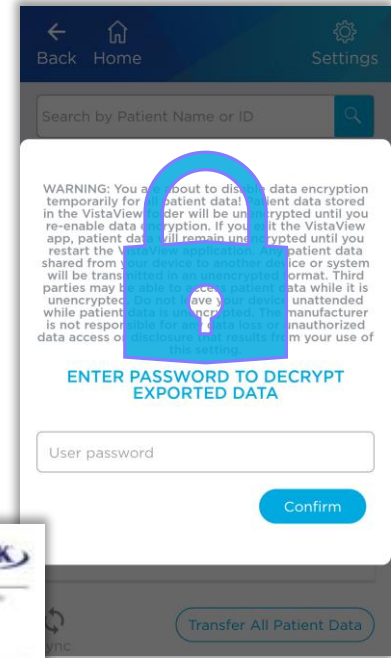 Back Home Settings
Search by Patient Name or ID
WARNING: You are about to disable data encryption
temporarily for all patient data! Patient data stored
in the VistaView folder will be unencrypted until you
re-enable data encryption. If you exit the VistaView
app, patient data will remain unencrypted until you
restart the VistaView application. Any patient data
shared from your device to another device or system
will be transmitted in an unencrypted format. Third
parties may be able to access patient data while it is
unencrypted. Do not leave your device unattended
while patient data is unencrypted. The manufacturer
is not responsible for any data loss or unauthorized
data access or disclosure that results from your use of
this setting.
ENTER PASSWORD TO DECRYPT
EXPORTED DATA
User password
Confirm
K
Sync Transfer All Patient Data